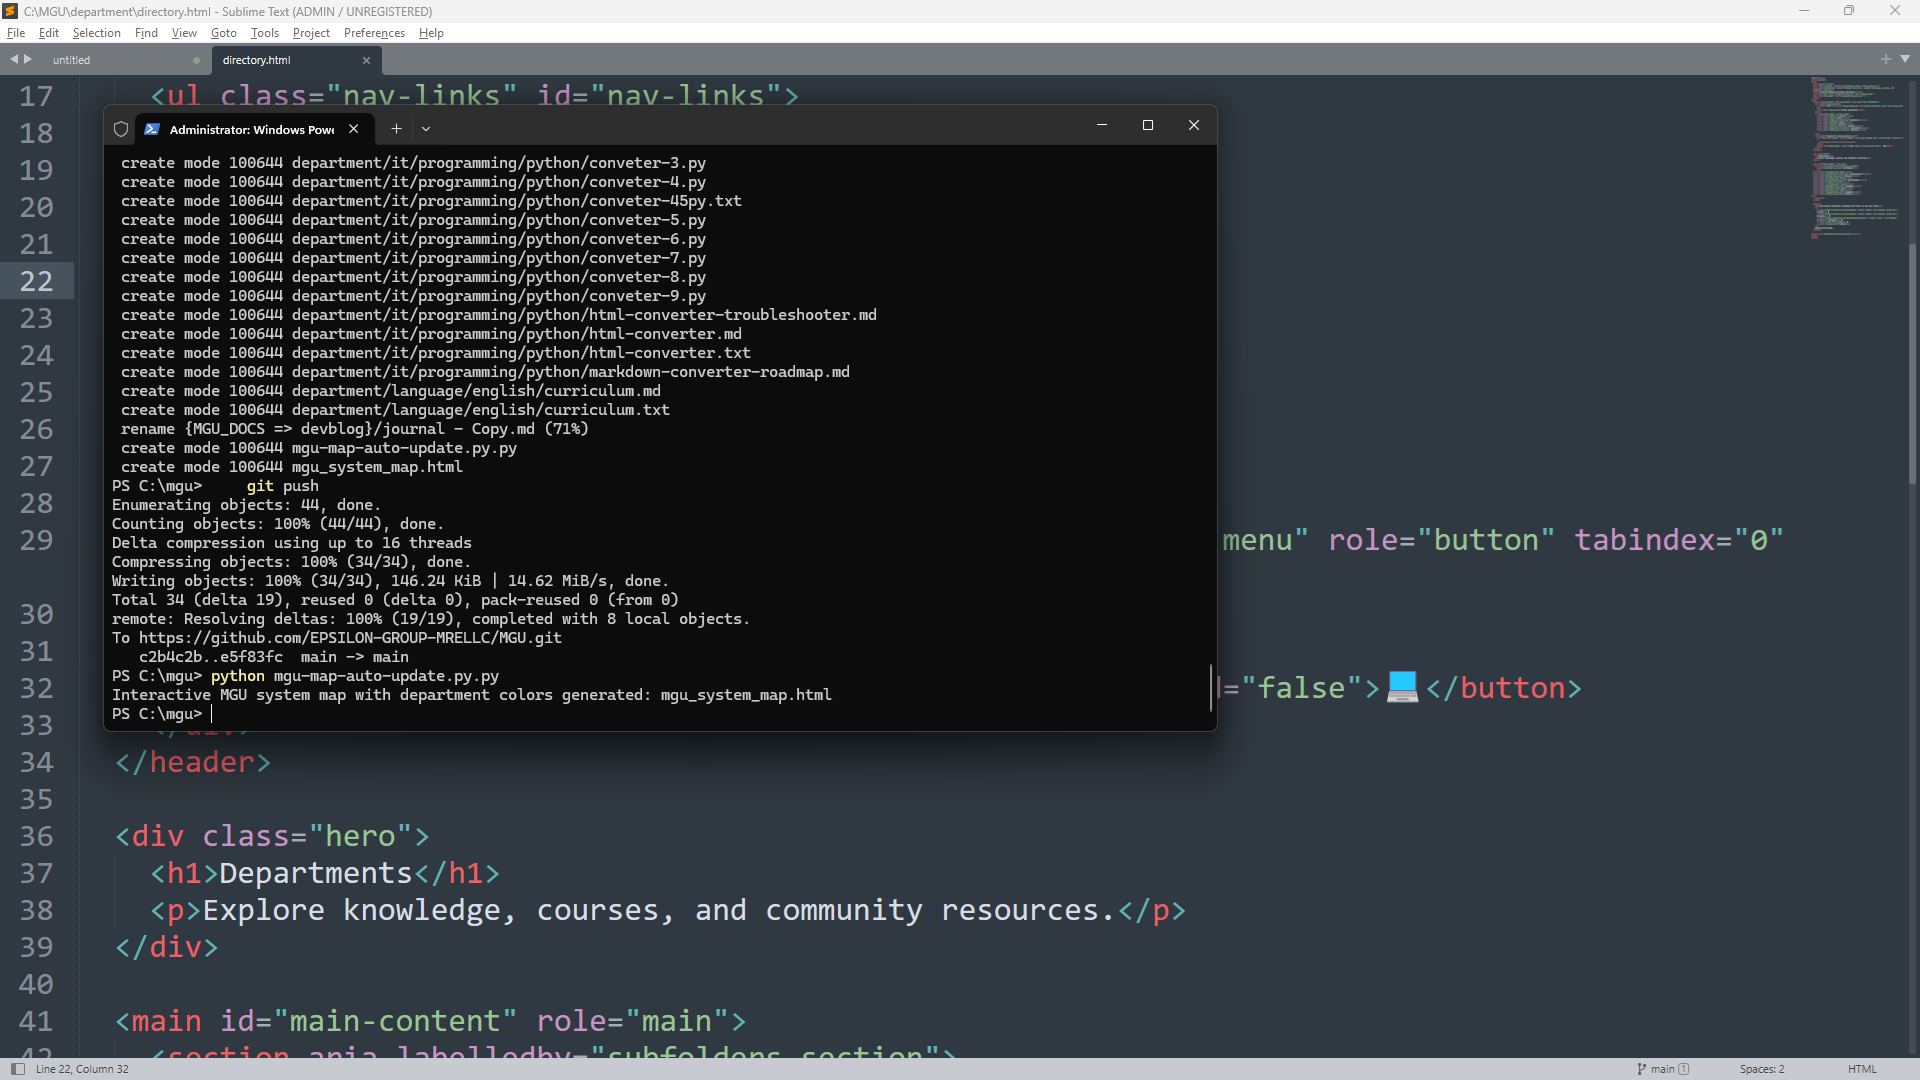 C:\MGU\department\directory.html - Sublime Text (ADMIN / UNREGISTERED)
File Edit Selection Find View Goto Tools Project Preferences Help
untitled
directory.html
17 <ul class="nav-links" id="nav-links">
Administrator: Windows Powe
18
19
20
21
22
23
24
25
26
27
28
create mode 100644 department/it/programming/python/conveter-3.py
create mode 100644 department/it/programming/python/conveter-4.py
create mode 100644 department/it/programming/python/conveter-45py.txt
create mode 100644 department/it/programming/python/conveter-5.py
create mode 100644 department/it/programming/python/conveter-6.py
create mode 100644 department/it/programming/python/conveter-7.py
create mode 100644 department/it/programming/python/conveter-8.py
create mode 100644 department/it/programming/python/conveter-9.py
create mode 100644 department/it/programming/python/html-converter-troubleshooter.md
create mode 100644 department/it/programming/python/html-converter.md
create mode 100644 department/it/programming/python/html-converter.txt
create mode 100644 department/it/programming/python/markdown-converter-roadmap.md
create mode 100644 department/language/english/curriculum.md
create mode 100644 department/language/english/curriculum.txt
rename {MGU_DOCS => devblog}/journal - Copy.md (71%)
create mode 100644 mgu-map-auto-update.py.py
create mode 100644 mgu_system_map.html
PS C:\mgu>     git push
Enumerating objects: 44, done.
Counting objects: 100% (44/44), done.
Delta compression using up to 16 threads
Compressing objects: 100% (34/34), done.
Writing objects: 100% (34/34), 146.24 KiB | 14.62 MiB/s, done.
Total 34 (delta 19), reused 0 (delta 0), pack-reused 0 (from 0)
remote: Resolving deltas: 100% (19/19), completed with 8 local objects.
To https://github.com/EPSILON-GROUP-MRELLC/MGU.git
c2b4c2b..e5f83fc  main -> main
PS C:\mgu> python mgu-map-auto-update.py.py
Interactive MGU system map with department colors generated: mgu_system_map.html
PS C:\mgu>
29 menu" role="button" tabindex="0"
30
31
32 ="false">💻</button>
33 </div>
34 </header>
35
36 <div class="hero">
37 <h1>Departments</h1>
38 <p>Explore knowledge, courses, and community resources.</p>
39 </div>
40
41 <main id="main-content" role="main">
42 <section aria-labelledby="subfolders-section">
Line 22, Column 32
main 1
Spaces: 2
HTML